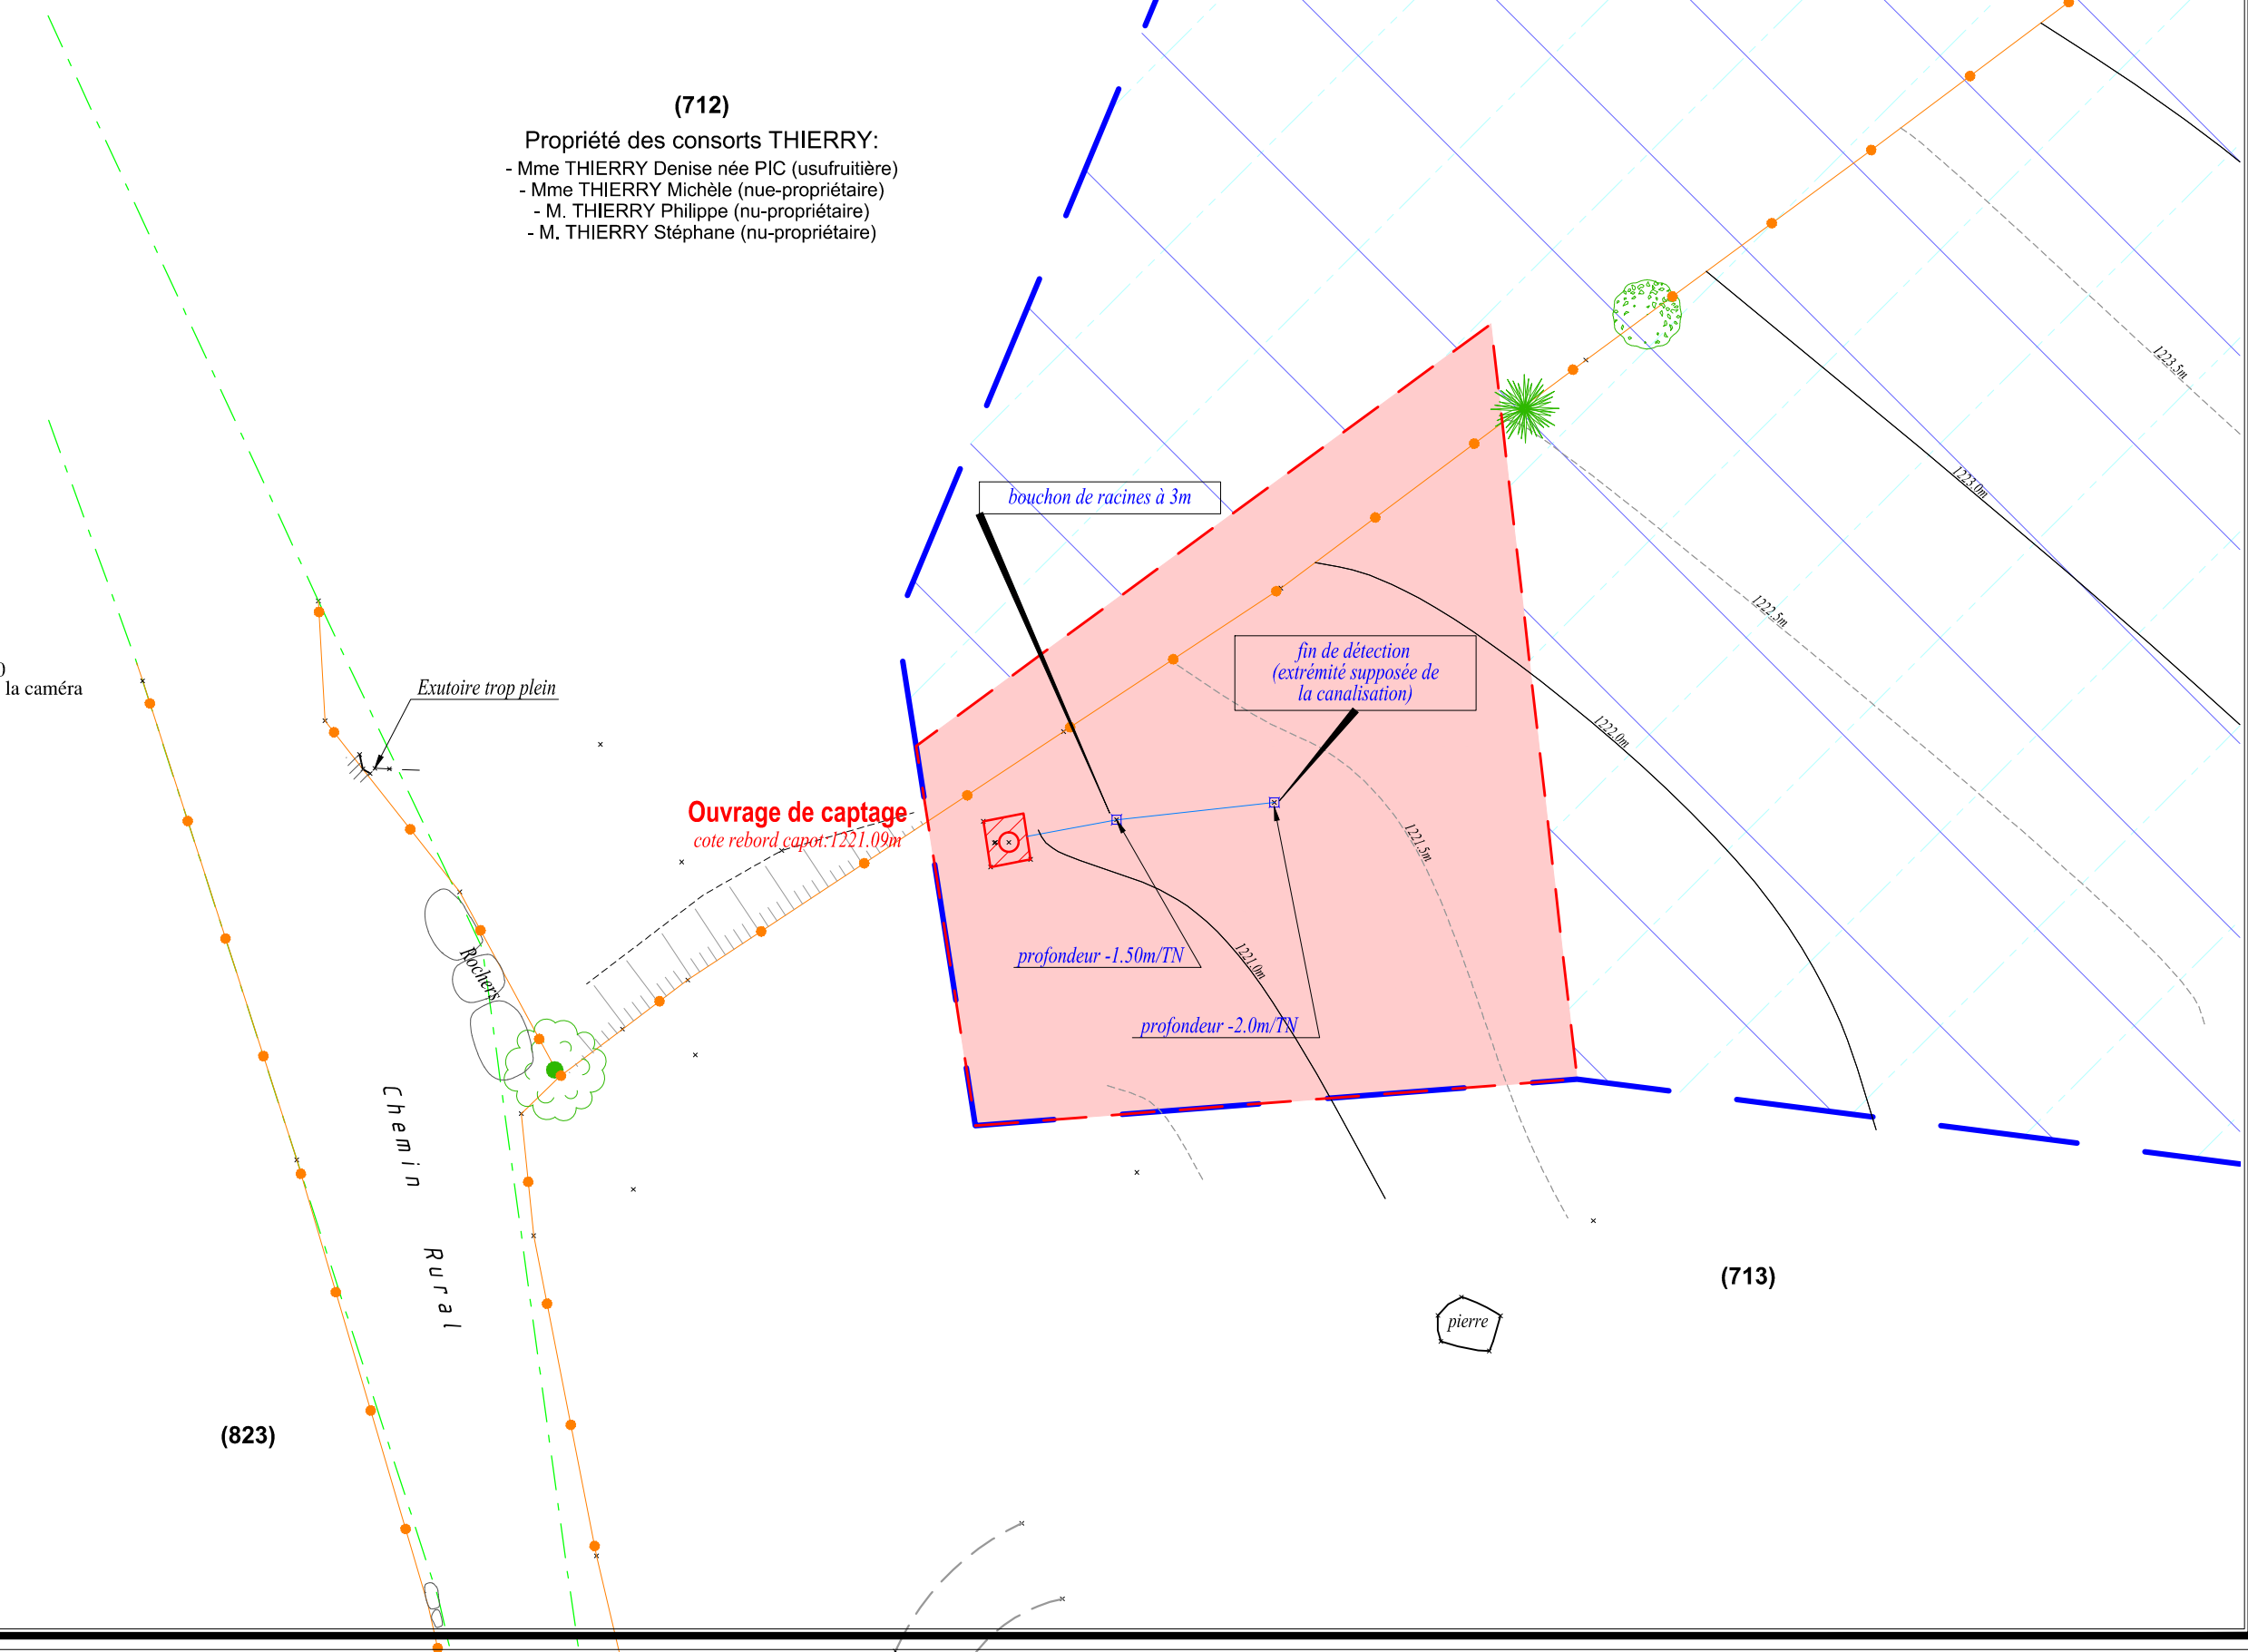 (712)
Propriété des consorts THIERRY:
- Mme THIERRY Denise née PIC (usufruitière)
- Mme THIERRY Michèle (nue-propriétaire)
- M. THIERRY Philippe (nu-propriétaire)
- M. THIERRY Stéphane (nu-propriétaire)
1223.5m
1223.0m
bouchon de racines à 3m
1222.5m
fin de détection
(extrémité supposée de
la canalisation)
la caméra
Exutoire trop plein
1222.0m
Ouvrage de captage
cote rebord capot:1221.09m
1221.5m
Rochers
profondeur -1.50m/TN
1221.0m
profondeur -2.0m/TN
Chemin Rural
(713)
pierre
(823)